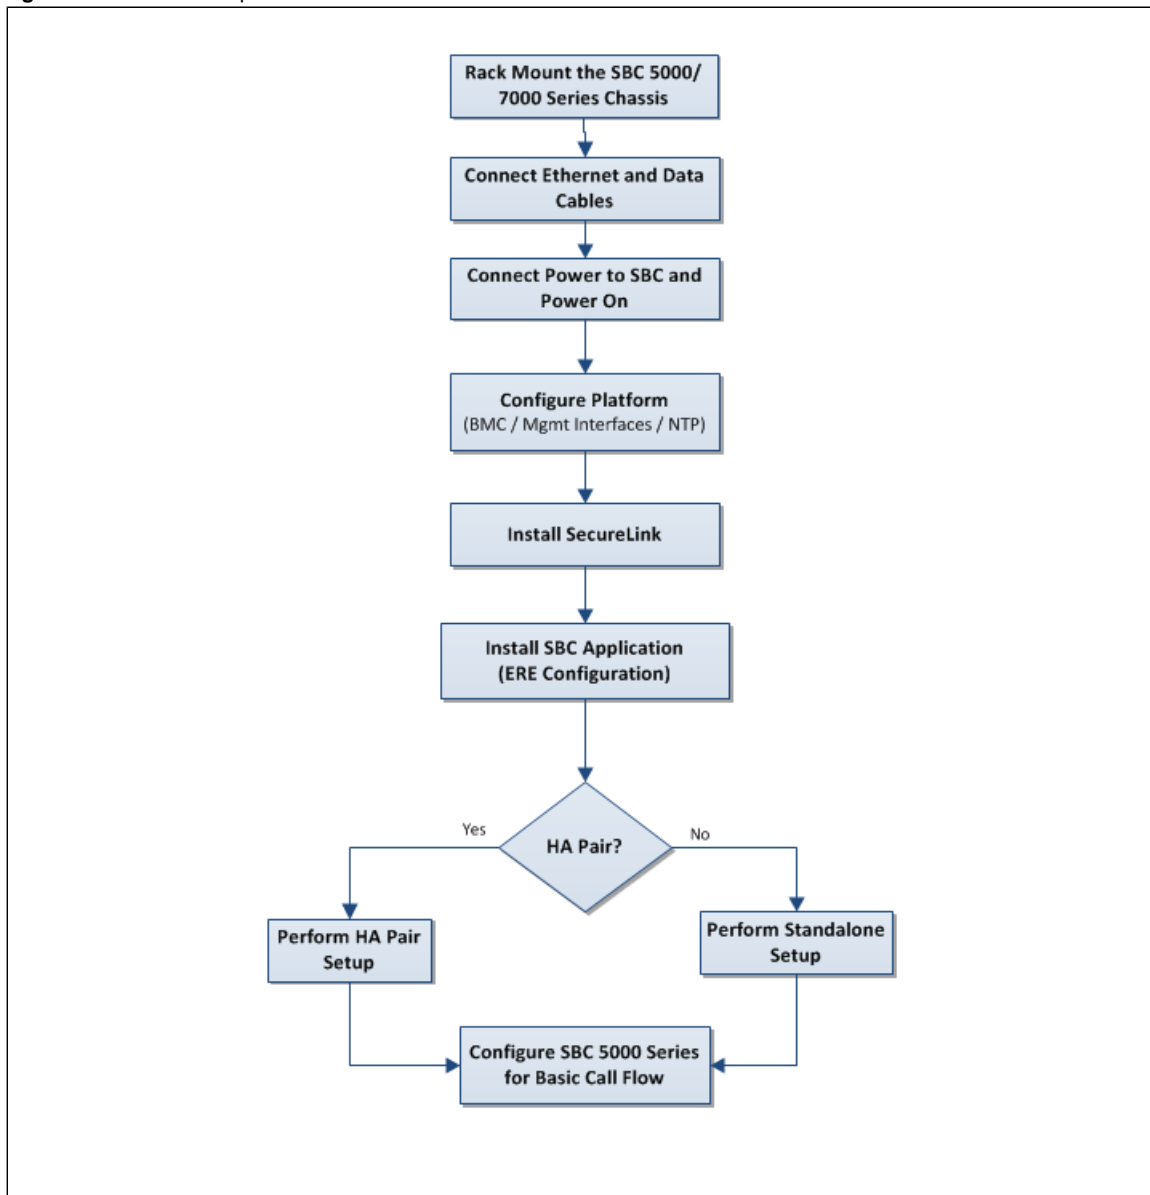 Rack Mount the SBC 5000/
7000 Series Chassis
Connect Ethernet and Data
Cables
Connect Power to SBC and
Power On
Configure Platform
(BMC / Mgmt Interfaces / NTP)
Install SecureLink
Install SBC Application
(ERE Configuration)
HA Pair?
Yes
No
Perform HA Pair
Setup
Perform Standalone
Setup
Configure SBC 5000 Series
for Basic Call Flow